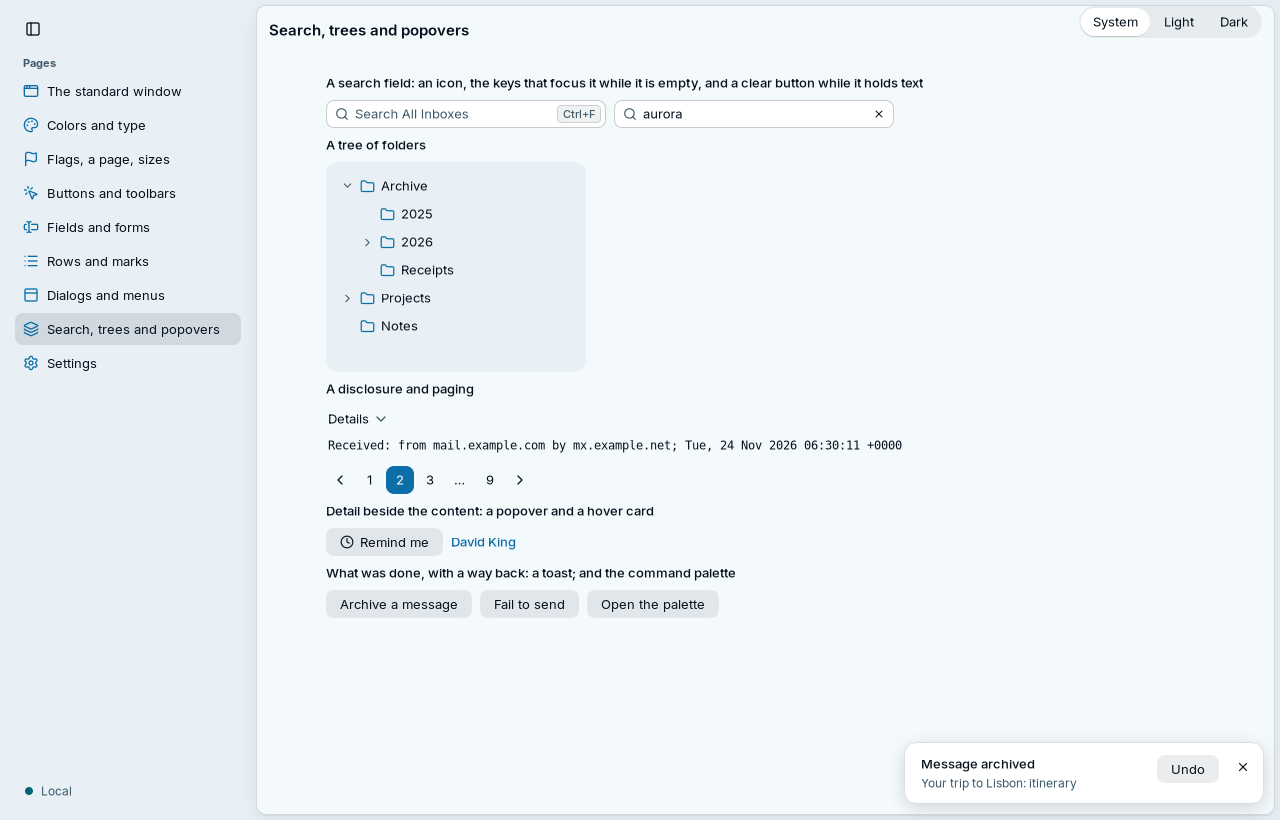 Search, trees and popovers
System Light Dark
Pages
The standard window
Colors and type
Flags, a page, sizes
Buttons and toolbars
Fields and forms
Rows and marks
Dialogs and menus
Search, trees and popovers
Settings
Local
A search field: an icon, the keys that focus it while it is empty, and a clear button while it holds text
Search All Inboxes Ctrl+F aurora
A tree of folders
Archive
2025
2026
Receipts
Projects
Notes
A disclosure and paging
Details
Received: from mail.example.com by mx.example.net; Tue, 24 Nov 2026 06:30:11 +0000
1 2 3 … 9
Detail beside the content: a popover and a hover card
Remind me David King
What was done, with a way back: a toast; and the command palette
Archive a message Fail to send Open the palette
Message archived
Your trip to Lisbon: itinerary
Undo